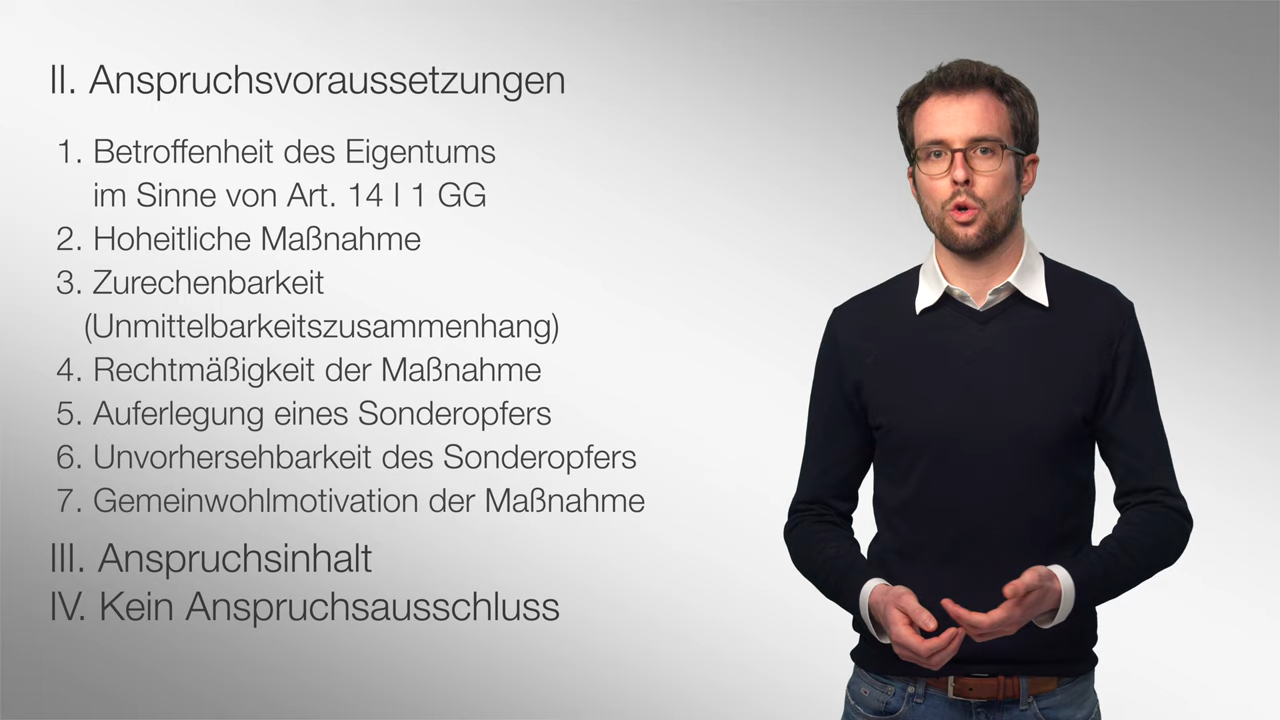 II. Anspruchsvoraussetzungen
1. Betroffenheit des Eigentums
im Sinne von Art. 14 I 1 GG
2. Hoheitliche Maßnahme
3. Zurechenbarkeit
(Unmittelbarkeitszusammenhang)
4. Rechtmäßigkeit der Maßnahme
5. Auferlegung eines Sonderopfers
6. Unvorhersehbarkeit des Sonderopfers
7. Gemeinwohlmotivation der Maßnahme
III. Anspruchsinhalt
IV. Kein Anspruchsausschluss